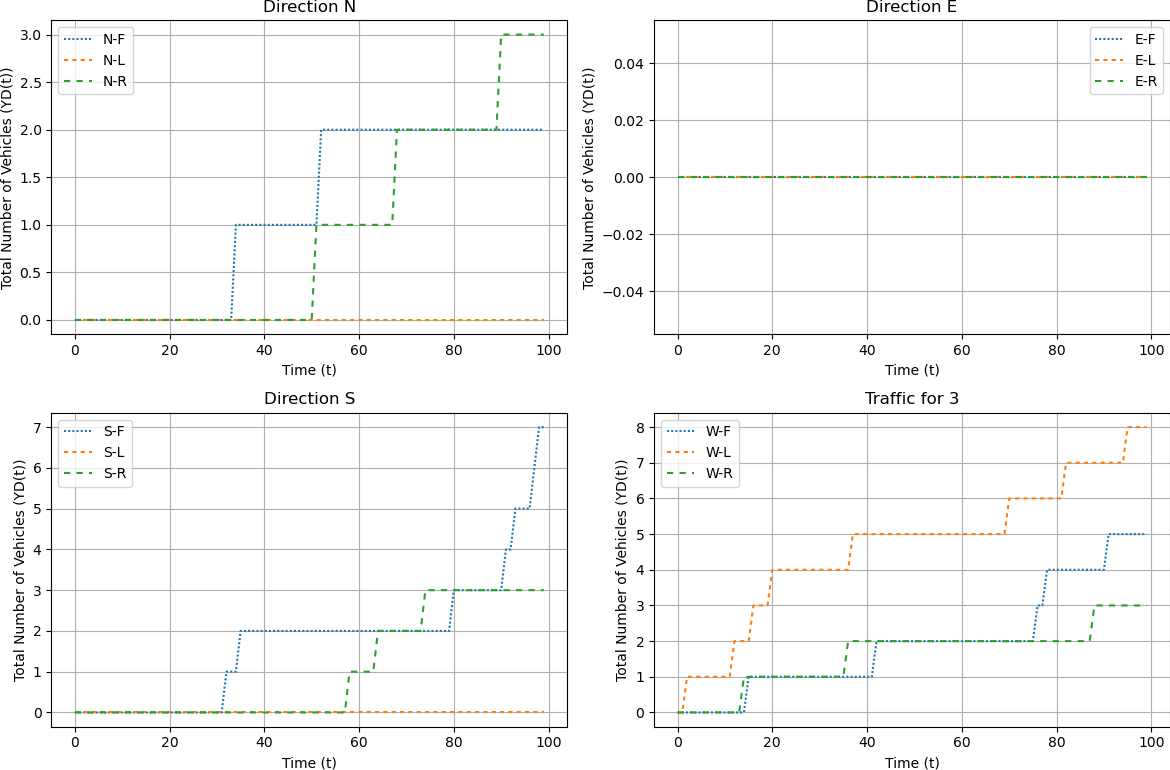 Direction N
Total Number of Vehicles (YD(t))
3.0
2.5
2.0
1.5
1.0
0.5
0.0
N-F
N-L
N-R
0 20 40 60 80 100
Time (t)
Direction E
Total Number of Vehicles (YD(t))
0.04
0.02
0.00
−0.02
−0.04
E-F
E-L
E-R
0 20 40 60 80 100
Time (t)
Direction S
Total Number of Vehicles (YD(t))
7
6
5
4
3
2
1
0
S-F
S-L
S-R
0 20 40 60 80 100
Time (t)
Traffic for 3
Total Number of Vehicles (YD(t))
8
7
6
5
4
3
2
1
0
W-F
W-L
W-R
0 20 40 60 80 100
Time (t)